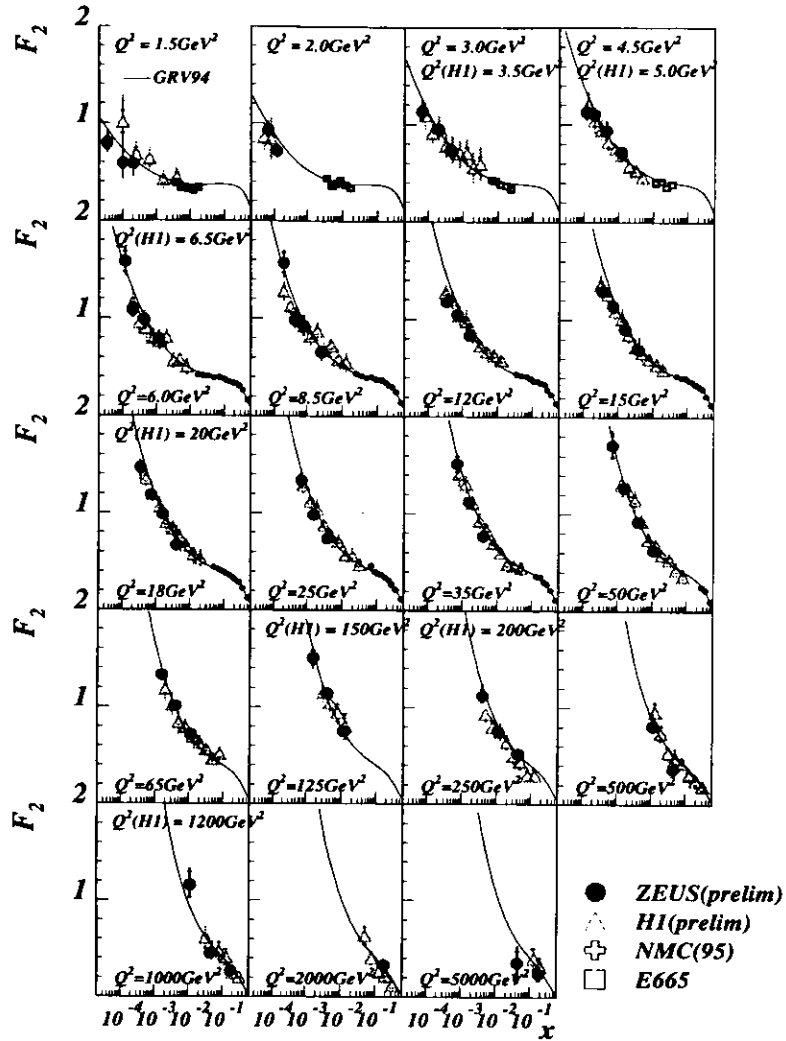 F₂ 2
Q² = 1.5GeV²
GRV94
Q² = 2.0GeV²
Q² = 3.0GeV²
Q²(H1) = 3.5GeV²
Q² = 4.5GeV²
Q²(H1) = 5.0GeV²
1
F₂ 2
Q²(H1) = 6.5GeV²
1
Q²=6.0GeV²
Q²=8.5GeV²
Q²=12GeV²
Q²=15GeV²
F₂ 2
Q²(H1) = 20GeV²
1
Q²=18GeV²
Q²=25GeV²
Q²=35GeV²
Q²=50GeV²
F₂ 2
Q²(H1) = 150GeV²
Q²(H1) = 200GeV²
1
Q²=65GeV²
Q²=125GeV²
Q²=250GeV²
Q²=500GeV²
F₂ 2
Q²(H1) = 1200GeV²
1
Q²=1000GeV²
Q²=2000GeV²
Q²=5000GeV²
10⁻⁴ 10⁻³ 10⁻² 10⁻¹ 10⁻⁴ 10⁻³ 10⁻² 10⁻¹ 10⁻⁴ 10⁻³ 10⁻² 10⁻¹ x
ZEUS(prelim)
H1(prelim)
NMC(95)
E665